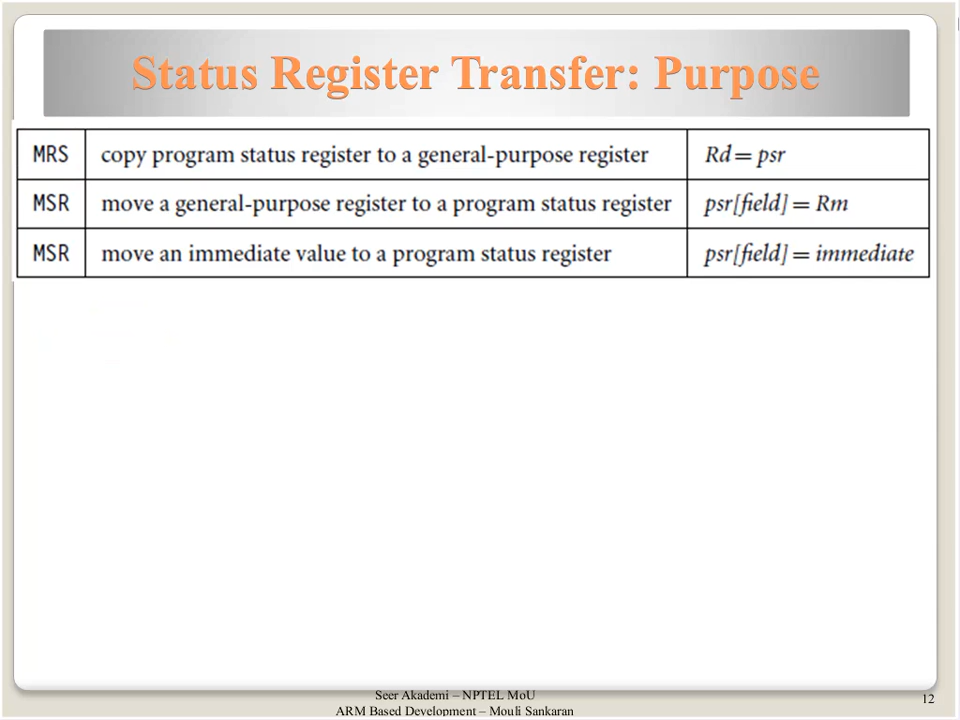 Status Register Transfer: Purpose
MRS copy program status register to a general-purpose register Rd = psr
MSR move a general-purpose register to a program status register psr[field] = Rm
MSR move an immediate value to a program status register psr[field] = immediate
Seer Akademi – NPTEL MoU
ARM Based Development – Mouli Sankaran
12